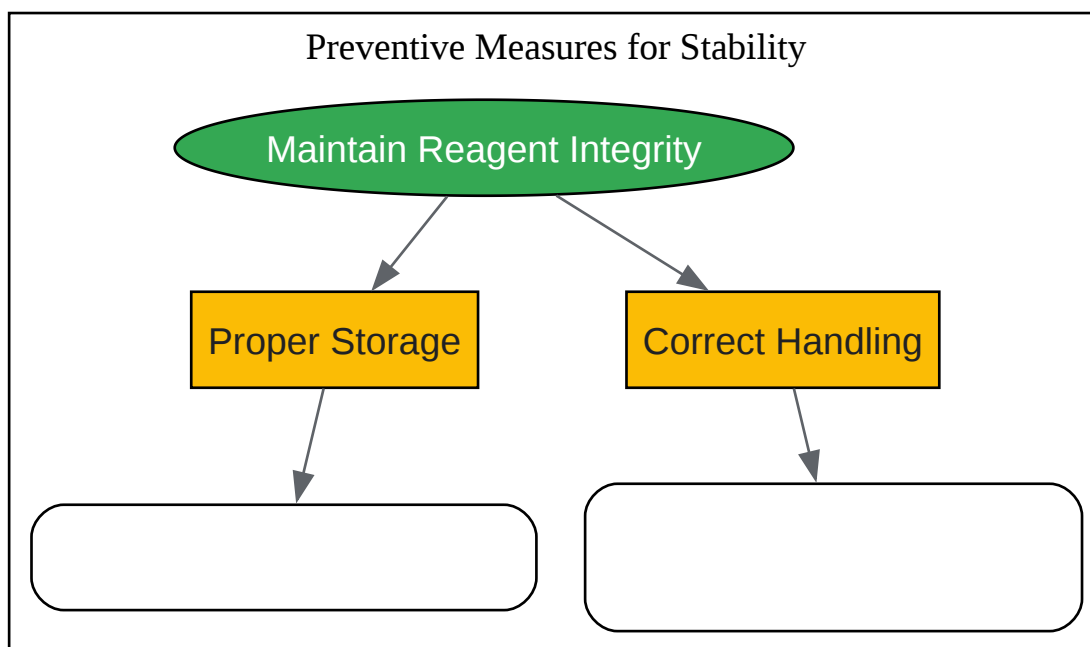 Preventive Measures for Stability
Maintain Reagent Integrity
Proper Storage
Correct Handling